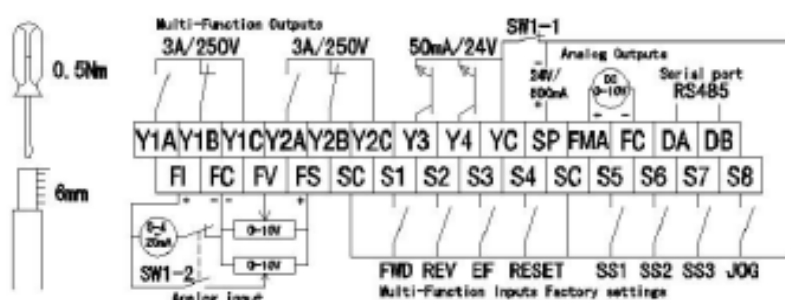 Multi-Function Outputs
SW1-1
3A/250V 3A/250V 50mA/24V
Analog Outputs
0.5Nm
24V/
800mA
DC
0-10V
Serial port
RS485
- + + -
Y1A Y1B Y1C Y2A Y2B Y2C Y3 Y4 YC SP FMA FC DA DB
FI FC FV FS SC S1 S2 S3 S4 SC S5 S6 S7 S8
6mm
+ - - +
0-10V
20mA
0-10V
SW1-2
FWD REV EF RESET SS1 SS2 SS3 JOG
Analog input
Multi-Function Inputs Factory settings